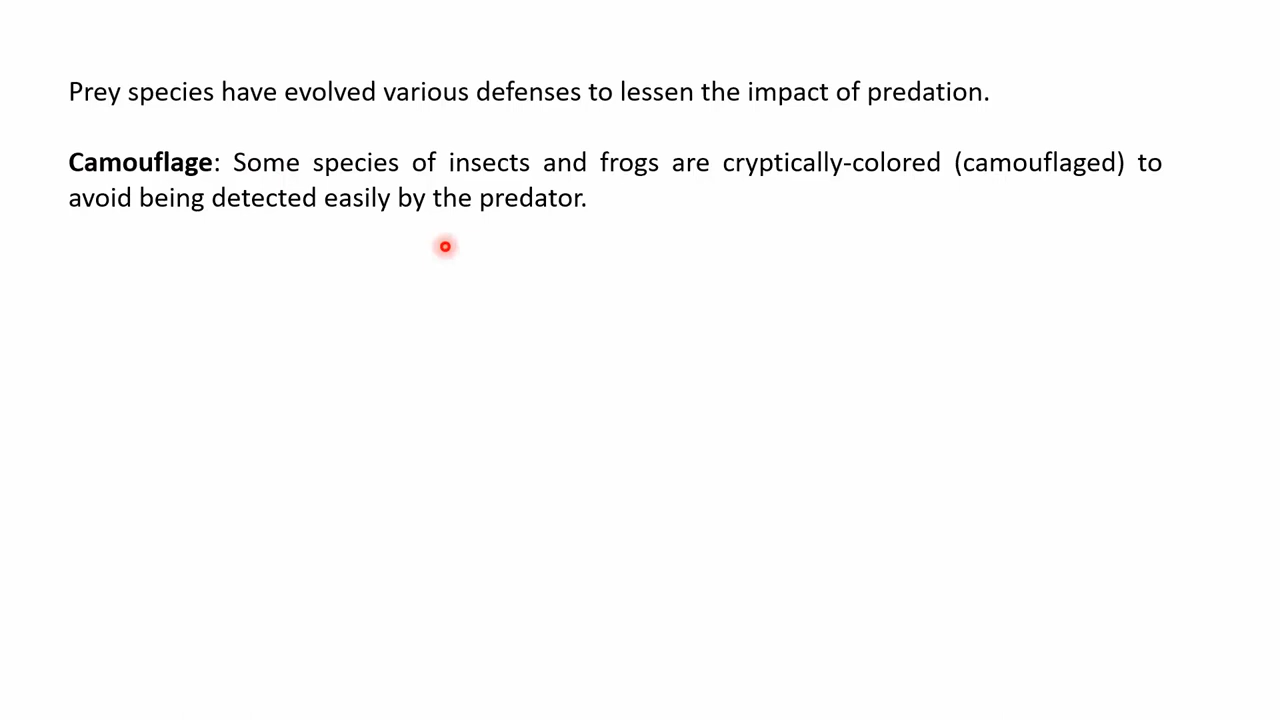 Prey species have evolved various defenses to lessen the impact of predation.
Camouflage: Some species of insects and frogs are cryptically-colored (camouflaged) to
avoid being detected easily by the predator.